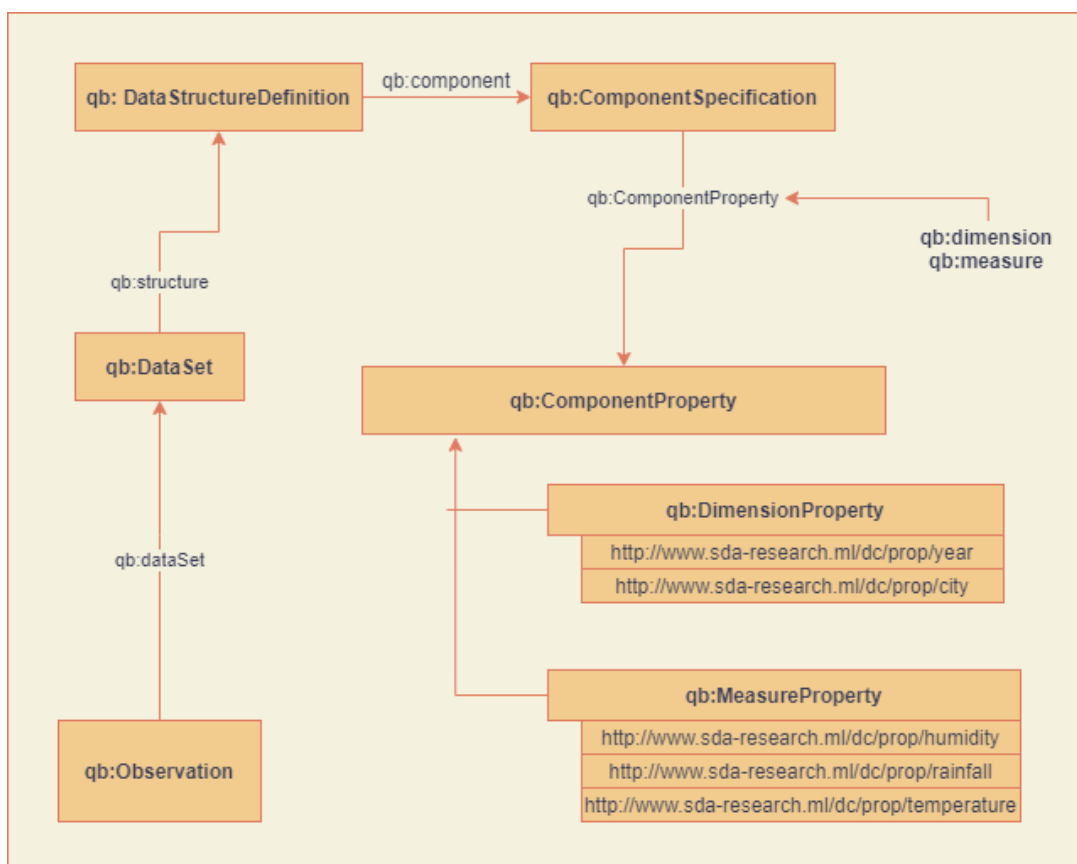 qb: DataStructureDefinition
qb:component
qb:ComponentSpecification
qb:ComponentProperty
qb:dimension
qb:measure
qb:structure
qb:DataSet
qb:ComponentProperty
qb:DimensionProperty
http://www.sda-research.ml/dc/prop/year
http://www.sda-research.ml/dc/prop/city
qb:dataSet
qb:MeasureProperty
http://www.sda-research.ml/dc/prop/humidity
http://www.sda-research.ml/dc/prop/rainfall
http://www.sda-research.ml/dc/prop/temperature
qb:Observation